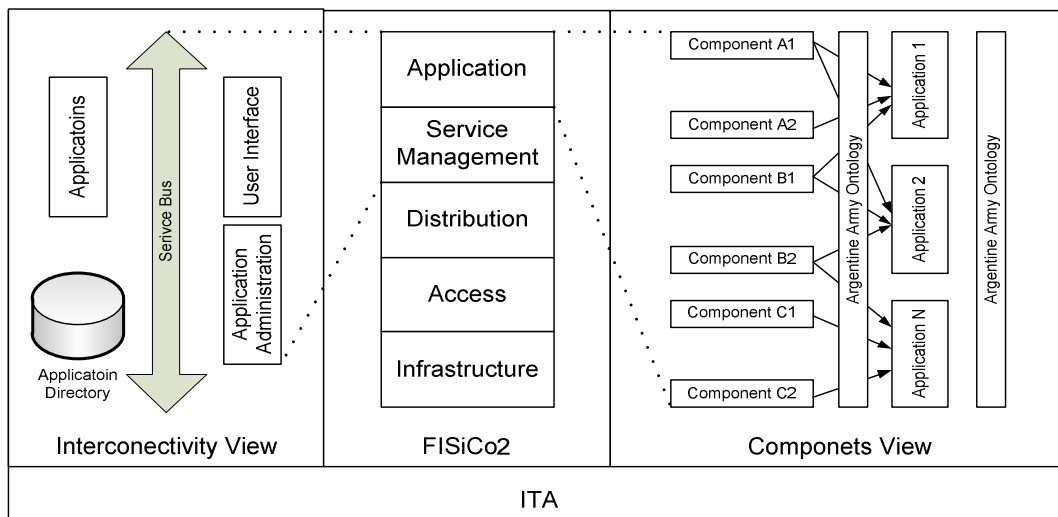 Applicatoins
Serivce Bus
User Interface
Application
Administration
Applicatoin
Directory
Interconectivity View
Application
Service
Management
Distribution
Access
Infrastructure
FISiCo2
Component A1
Component A2
Component B1
Component B2
Component C1
Component C2
Argentine Army Ontology
Application 1
Application 2
Application N
Argentine Army Ontology
Componets View
ITA